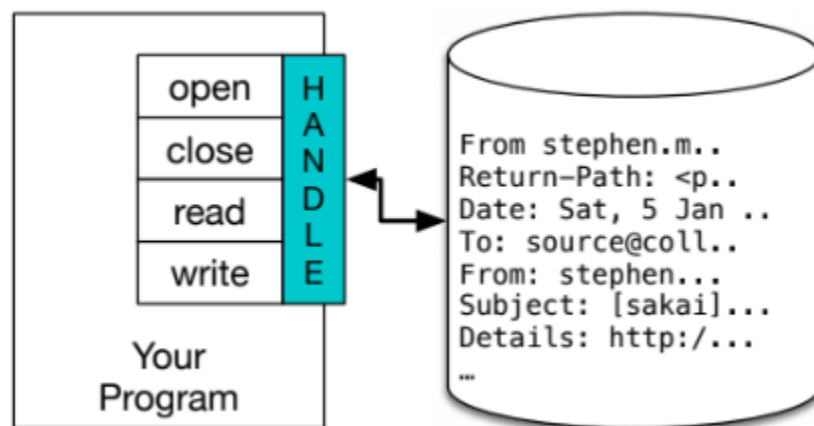 open
close
read
write
HANDLE
Your
Program
From stephen.m..
Return-Path: <p..
Date: Sat, 5 Jan ..
To: source@coll..
From: stephen...
Subject: [sakai]...
Details: http:/...
…